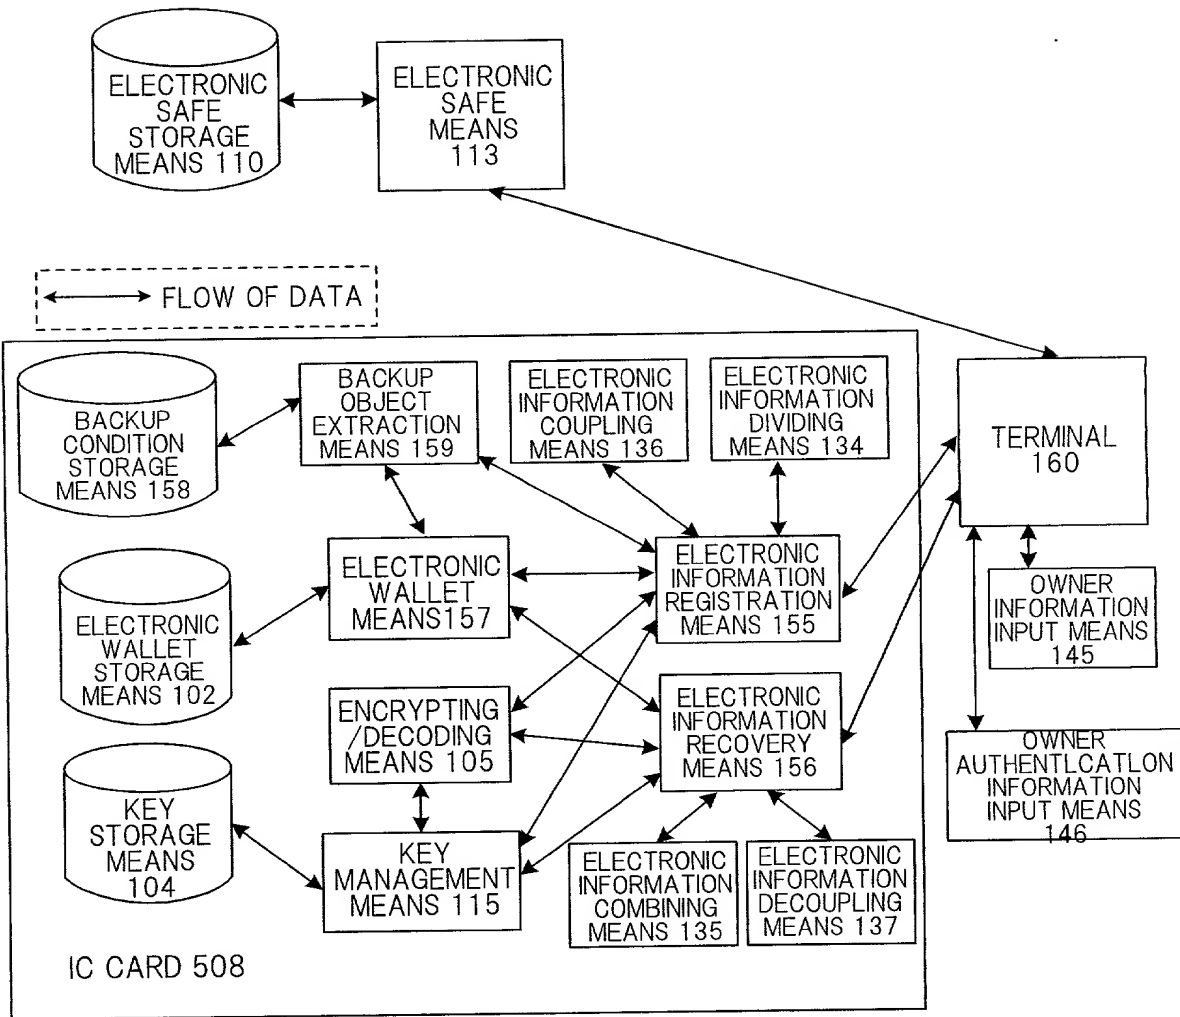 ELECTRONIC
SAFE
STORAGE
MEANS 110
ELECTRONIC
SAFE
MEANS
113
FLOW OF DATA
BACKUP
CONDITION
STORAGE
MEANS 158
BACKUP
OBJECT
EXTRACTION
MEANS 159
ELECTRONIC
INFORMATION
COUPLING
MEANS 136
ELECTRONIC
INFORMATION
DIVIDING
MEANS 134
TERMINAL
160
ELECTRONIC
WALLET
STORAGE
MEANS 102
ELECTRONIC
WALLET
MEANS157
ELECTRONIC
INFORMATION
REGISTRATION
MEANS 155
OWNER
INFORMATION
INPUT MEANS
145
ENCRYPTING
/DECODING
MEANS 105
ELECTRONIC
INFORMATION
RECOVERY
MEANS 156
OWNER
AUTHENTLCATLON
INFORMATION
INPUT MEANS
146
KEY
STORAGE
MEANS
104
KEY
MANAGEMENT
MEANS 115
ELECTRONIC
INFORMATION
COMBINING
MEANS 135
ELECTRONIC
INFORMATION
DECOUPLING
MEANS 137
IC CARD 508